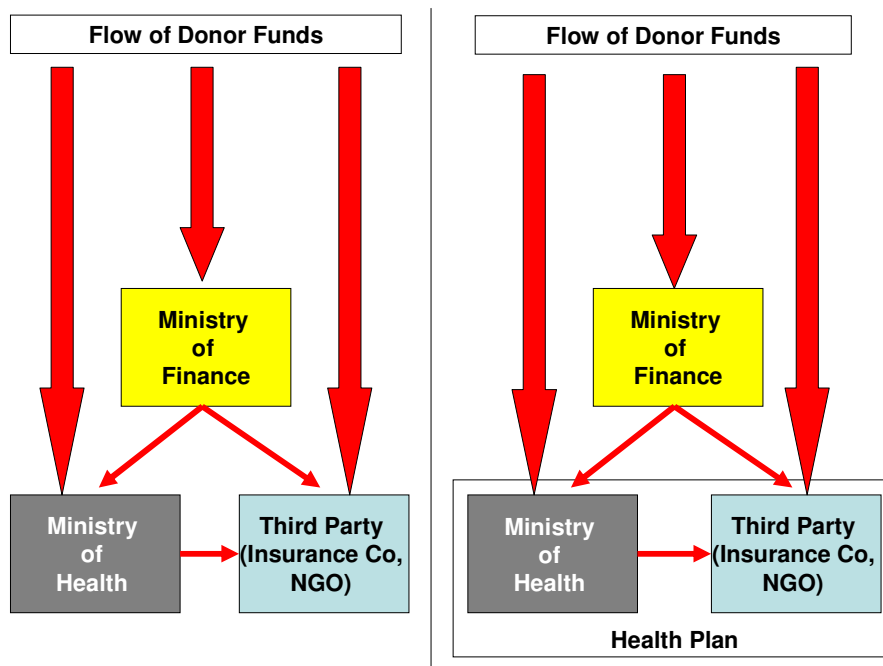 Flow of Donor Funds
Ministry
of
Finance
Ministry
of
Health
Third Party
(Insurance Co,
NGO)
Flow of Donor Funds
Ministry
of
Finance
Ministry
of
Health
Third Party
(Insurance Co,
NGO)
Health Plan